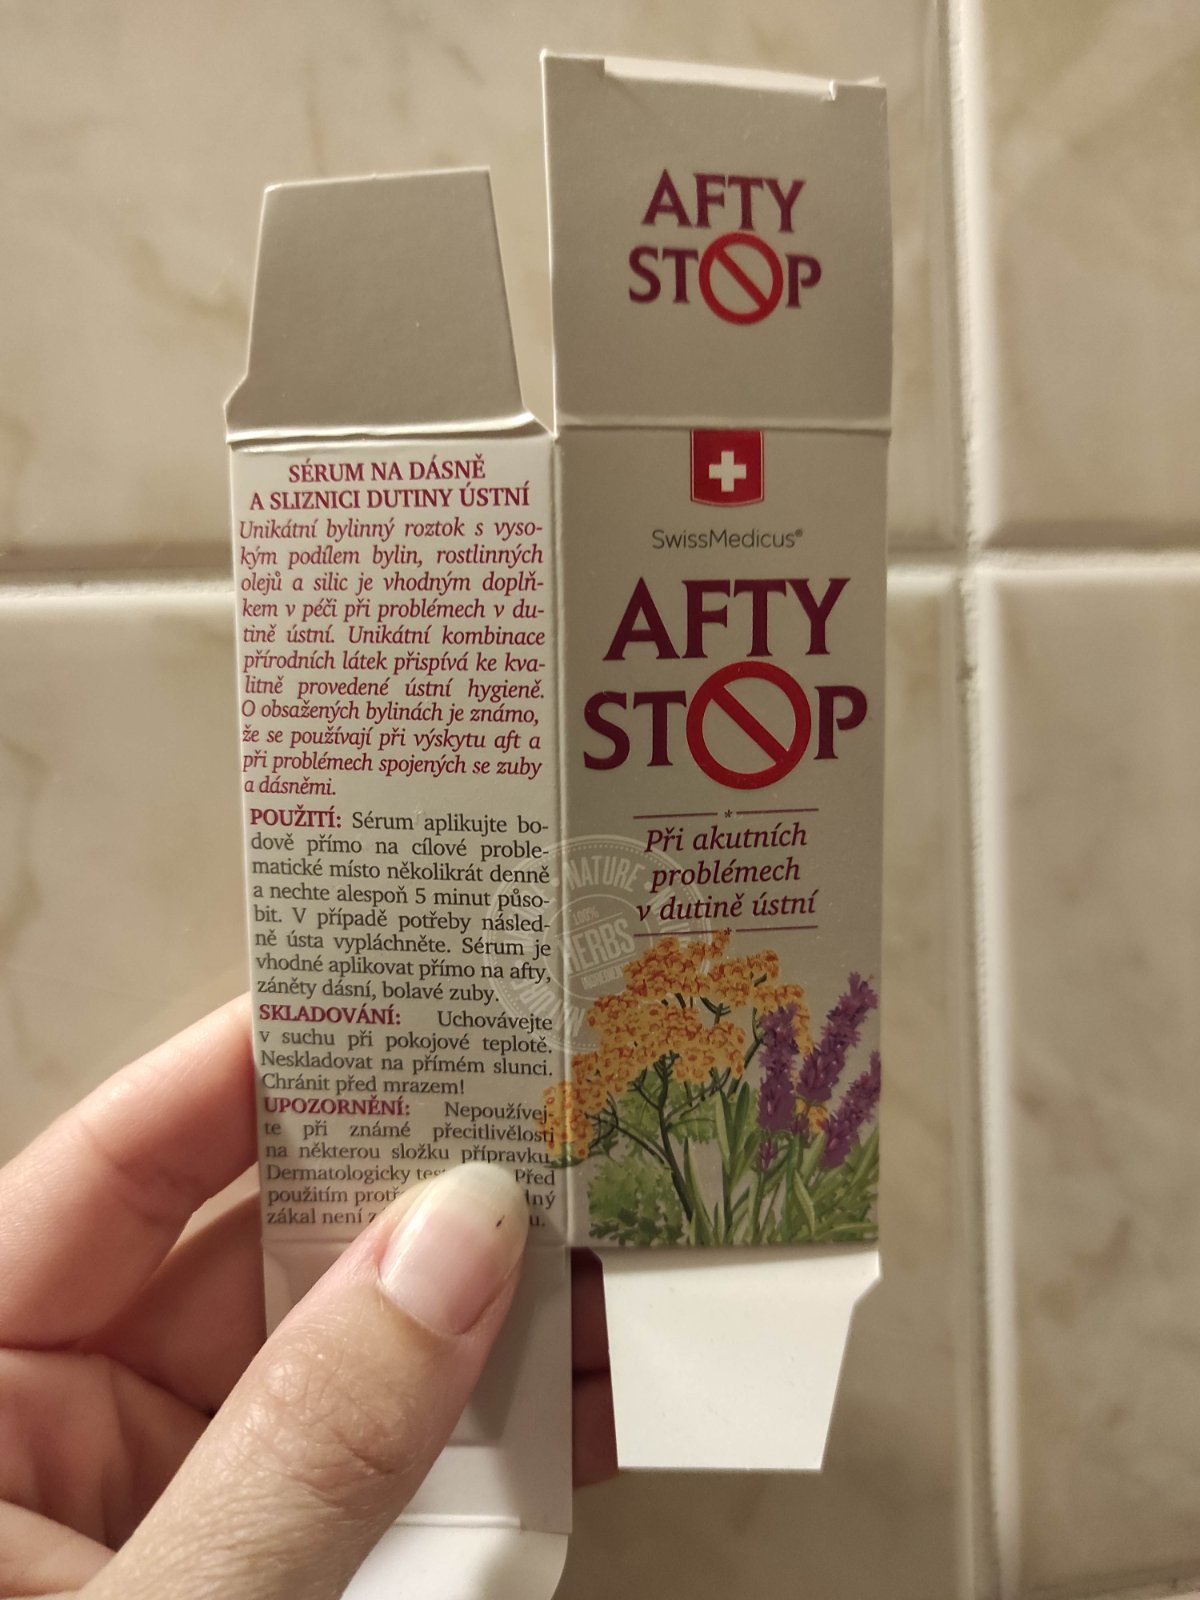 AFTY
STOP
SÉRUM NA DÁSNĚ
A SLIZNICI DUTINY ÚSTNÍ
Unikátní bylinný roztok s vyso-
kým podílem bylin, rostlinných
olejů a silic je vhodným doplň-
kem v péči při problémech v du-
tině ústní. Unikátní kombinace
přírodních látek přispívá ke kva-
litně provedené ústní hygieně.
O obsažených bylinách je známo,
že se používají při výskytu aft a
při problémech spojených se zuby
a dásněmi.
POUŽITÍ: Sérum aplikujte bo-
dově přímo na cílové proble-
matické místo několikrát denně
a nechte alespoň 5 minut půso-
bit. V případě potřeby násled-
ně ústa vypláchněte. Sérum je
vhodné aplikovat přímo na afty,
záněty dásní, bolavé zuby.
SKLADOVÁNÍ: Uchovávejte
v suchu při pokojové teplotě.
Neskladovat na přímém slunci.
Chránit před mrazem!
UPOZORNĚNÍ: Nepoužívej-
te při známé přecitlivělosti
na některou složku přípravku.
Dermatologicky Před
použitím
zákal není
SwissMedicus®
AFTY
STOP
Při akutních
problémech
v dutině ústní
NATURE
100%
HERBS